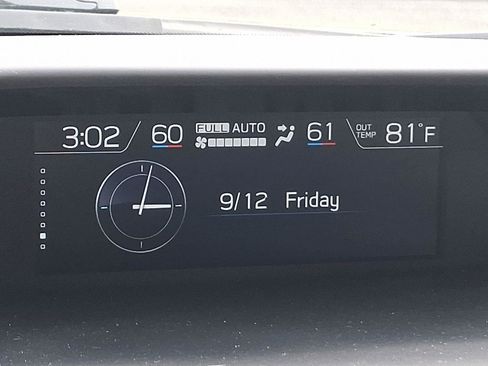 3:02 60 FULL AUTO 61 OUT TEMP 81°F
9/12 Friday